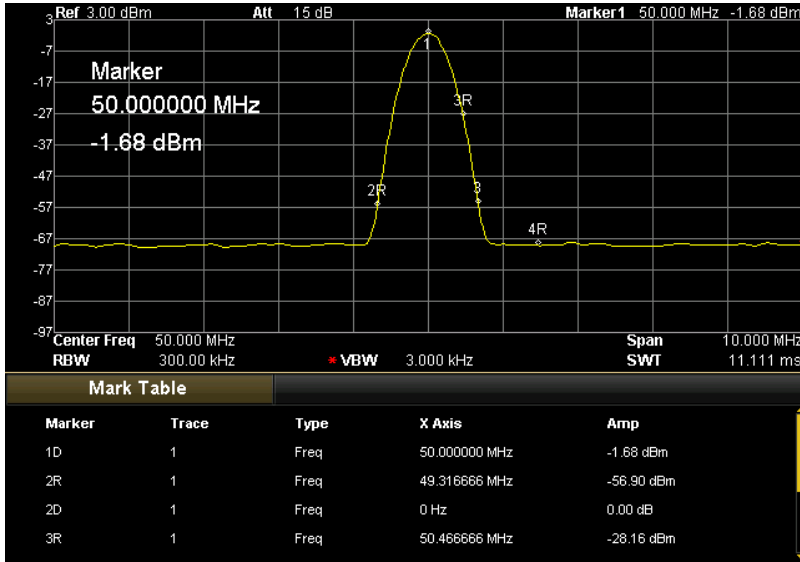 Ref 3.00 dBm Att 15 dB Marker1 50.000 MHz -1.68 dBm
3
-7
-17
-27
-37
-47
-57
-67
-77
-87
-97
Marker
50.000000 MHz
-1.68 dBm
1
3R
2R
3
4R
Center Freq 50.000 MHz Span 10.000 MHz
RBW 300.00 kHz * VBW 3.000 kHz SWT 11.111 ms
Mark Table
Marker Trace Type X Axis Amp
1D 1 Freq 50.000000 MHz -1.68 dBm
2R 1 Freq 49.316666 MHz -56.90 dBm
2D 1 Freq 0 Hz 0.00 dB
3R 1 Freq 50.466666 MHz -28.16 dBm